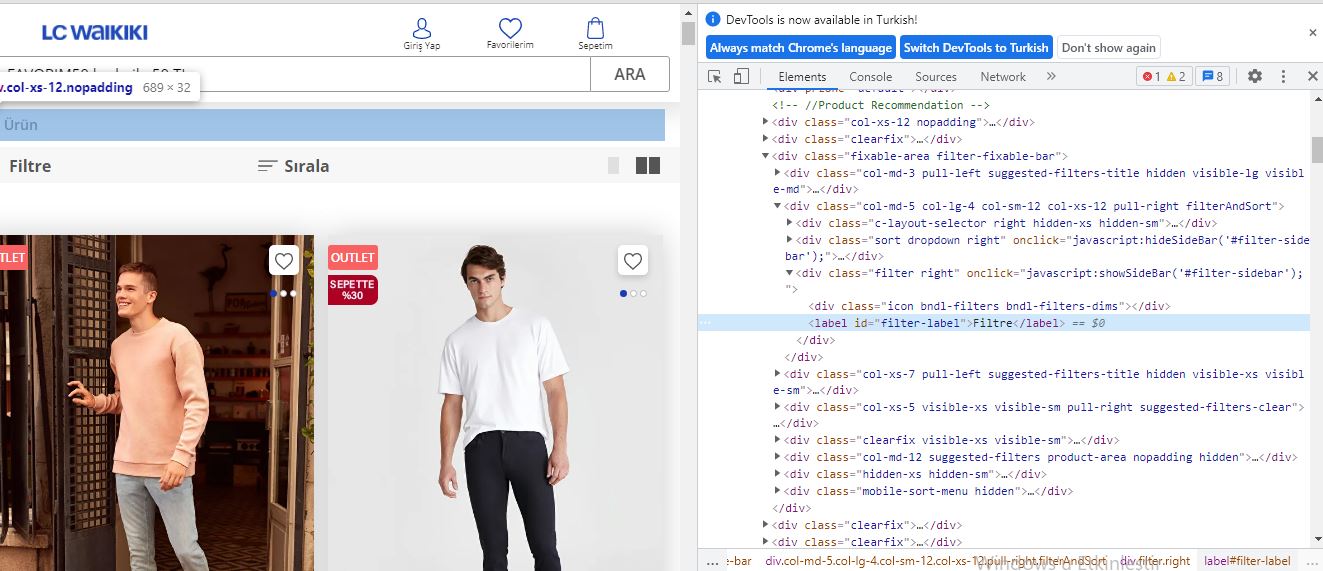 LC WAIKIKI
Giriş Yap
Favorilerim
Sepetim
ARA
.col-xs-12.nopadding 689 × 32
Ürün
Filtre
Sırala
TLET
OUTLET
SEPETTE
%30
DevTools is now available in Turkish!
Always match Chrome's language
Switch DevTools to Turkish
Don't show again
Elements
Console
Sources
Network
1
2
8
<!-- //Product Recommendation -->
<div class="col-xs-12 nopadding">…</div>
<div class="clearfix">…</div>
<div class="fixable-area filter-fixable-bar">
<div class="col-md-3 pull-left suggested-filters-title hidden visible-lg visibl
e-md">…</div>
<div class="col-md-5 col-lg-4 col-sm-12 col-xs-12 pull-right filterAndSort">
<div class="c-layout-selector right hidden-xs hidden-sm">…</div>
<div class="sort dropdown right" onclick="javascript:hideSideBar('#filter-side
bar');">…</div>
<div class="filter right" onclick="javascript:showSideBar('#filter-sidebar');
">
<div class="icon bndl-filters bndl-filters-dims"></div>
<label id="filter-label">Filtre</label> == $0
</div>
</div>
<div class="col-xs-7 pull-left suggested-filters-title hidden visible-xs visibl
e-sm">…</div>
<div class="col-xs-5 visible-xs visible-sm pull-right suggested-filters-clear">
…</div>
<div class="clearfix visible-xs visible-sm">…</div>
<div class="col-md-12 suggested-filters product-area nopadding hidden">…</div>
<div class="hidden-xs hidden-sm">…</div>
<div class="mobile-sort-menu hidden">…</div>
</div>
<div class="clearfix">…</div>
<div class="clearfix">…</div>
… e-bar div.col-md-5.col-lg-4.col-sm-12.col-xs-12.pull-right.filterAndSort div.filter.right label#filter-label …
Windows'u Etkinleştir